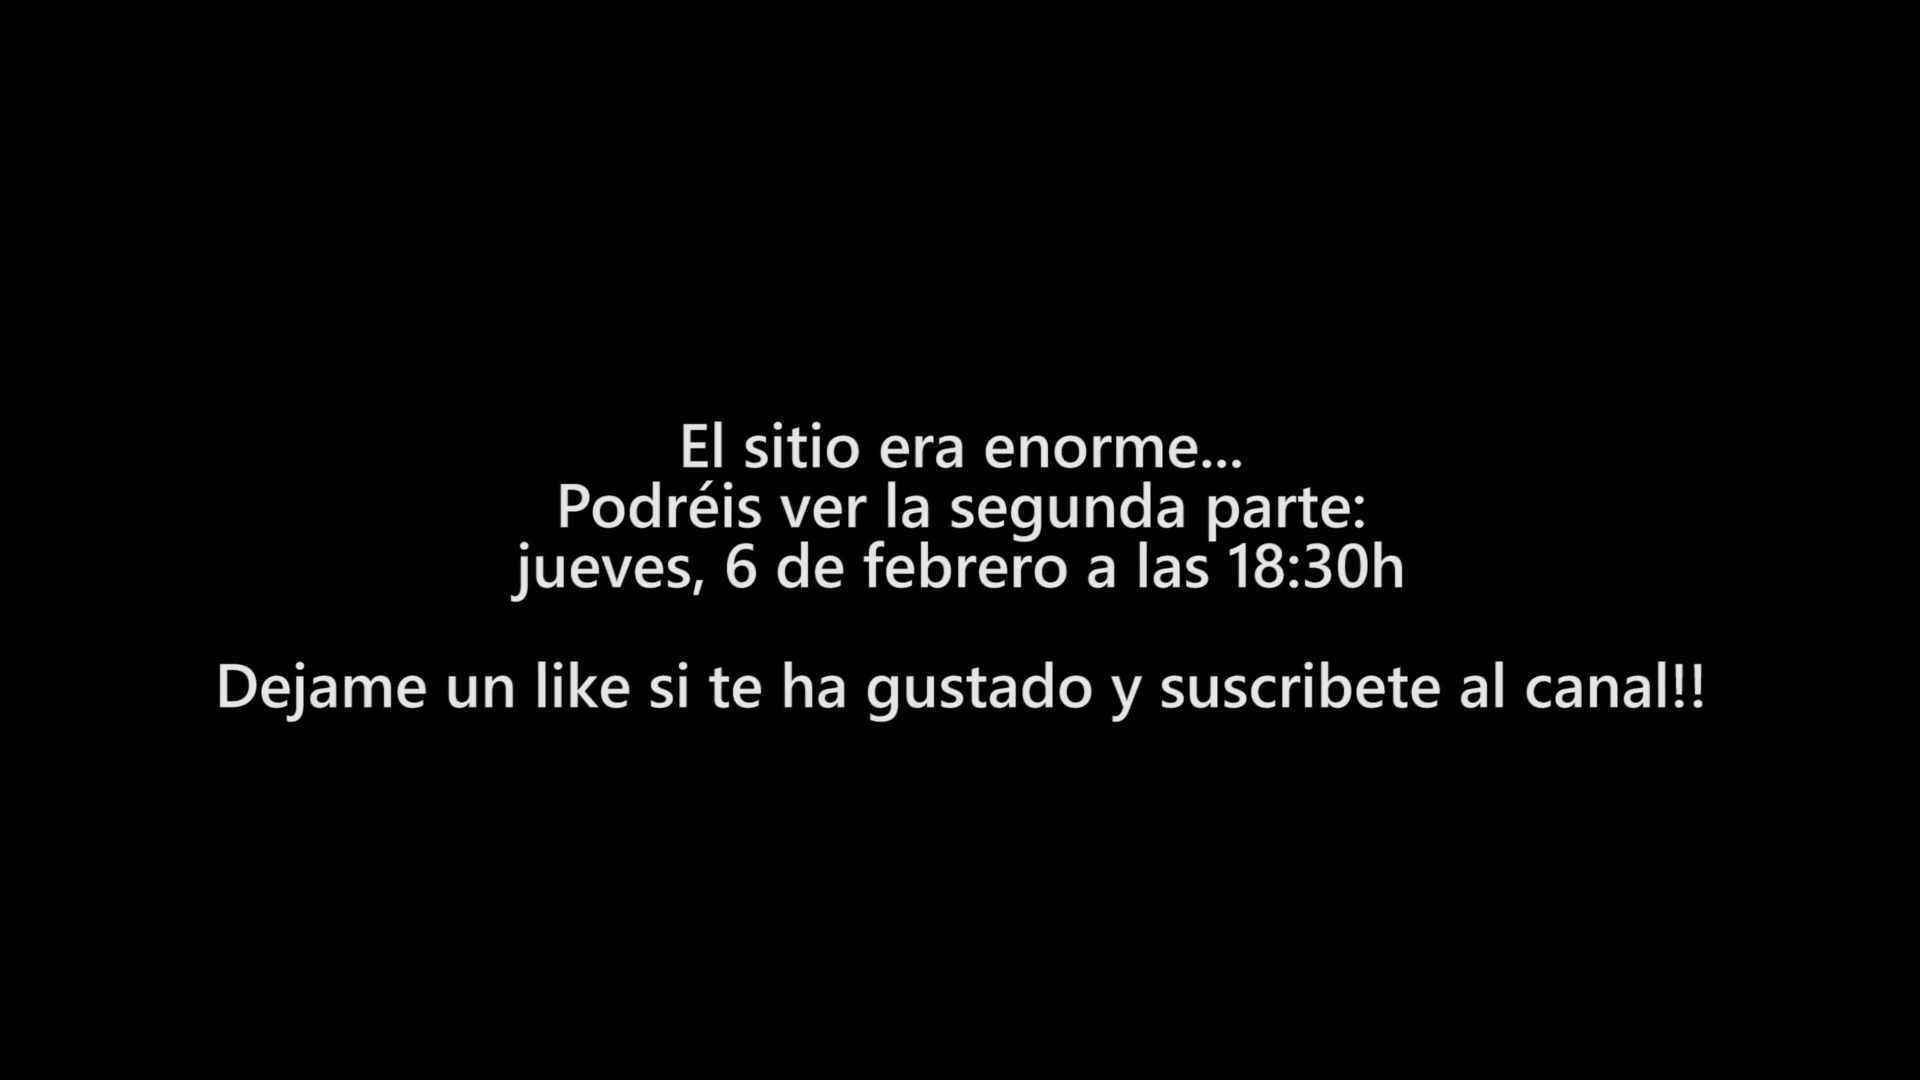 El sitio era enorme...
Podréis ver la segunda parte:
jueves, 6 de febrero a las 18:30h
Dejame un like si te ha gustado y suscribete al canal!!